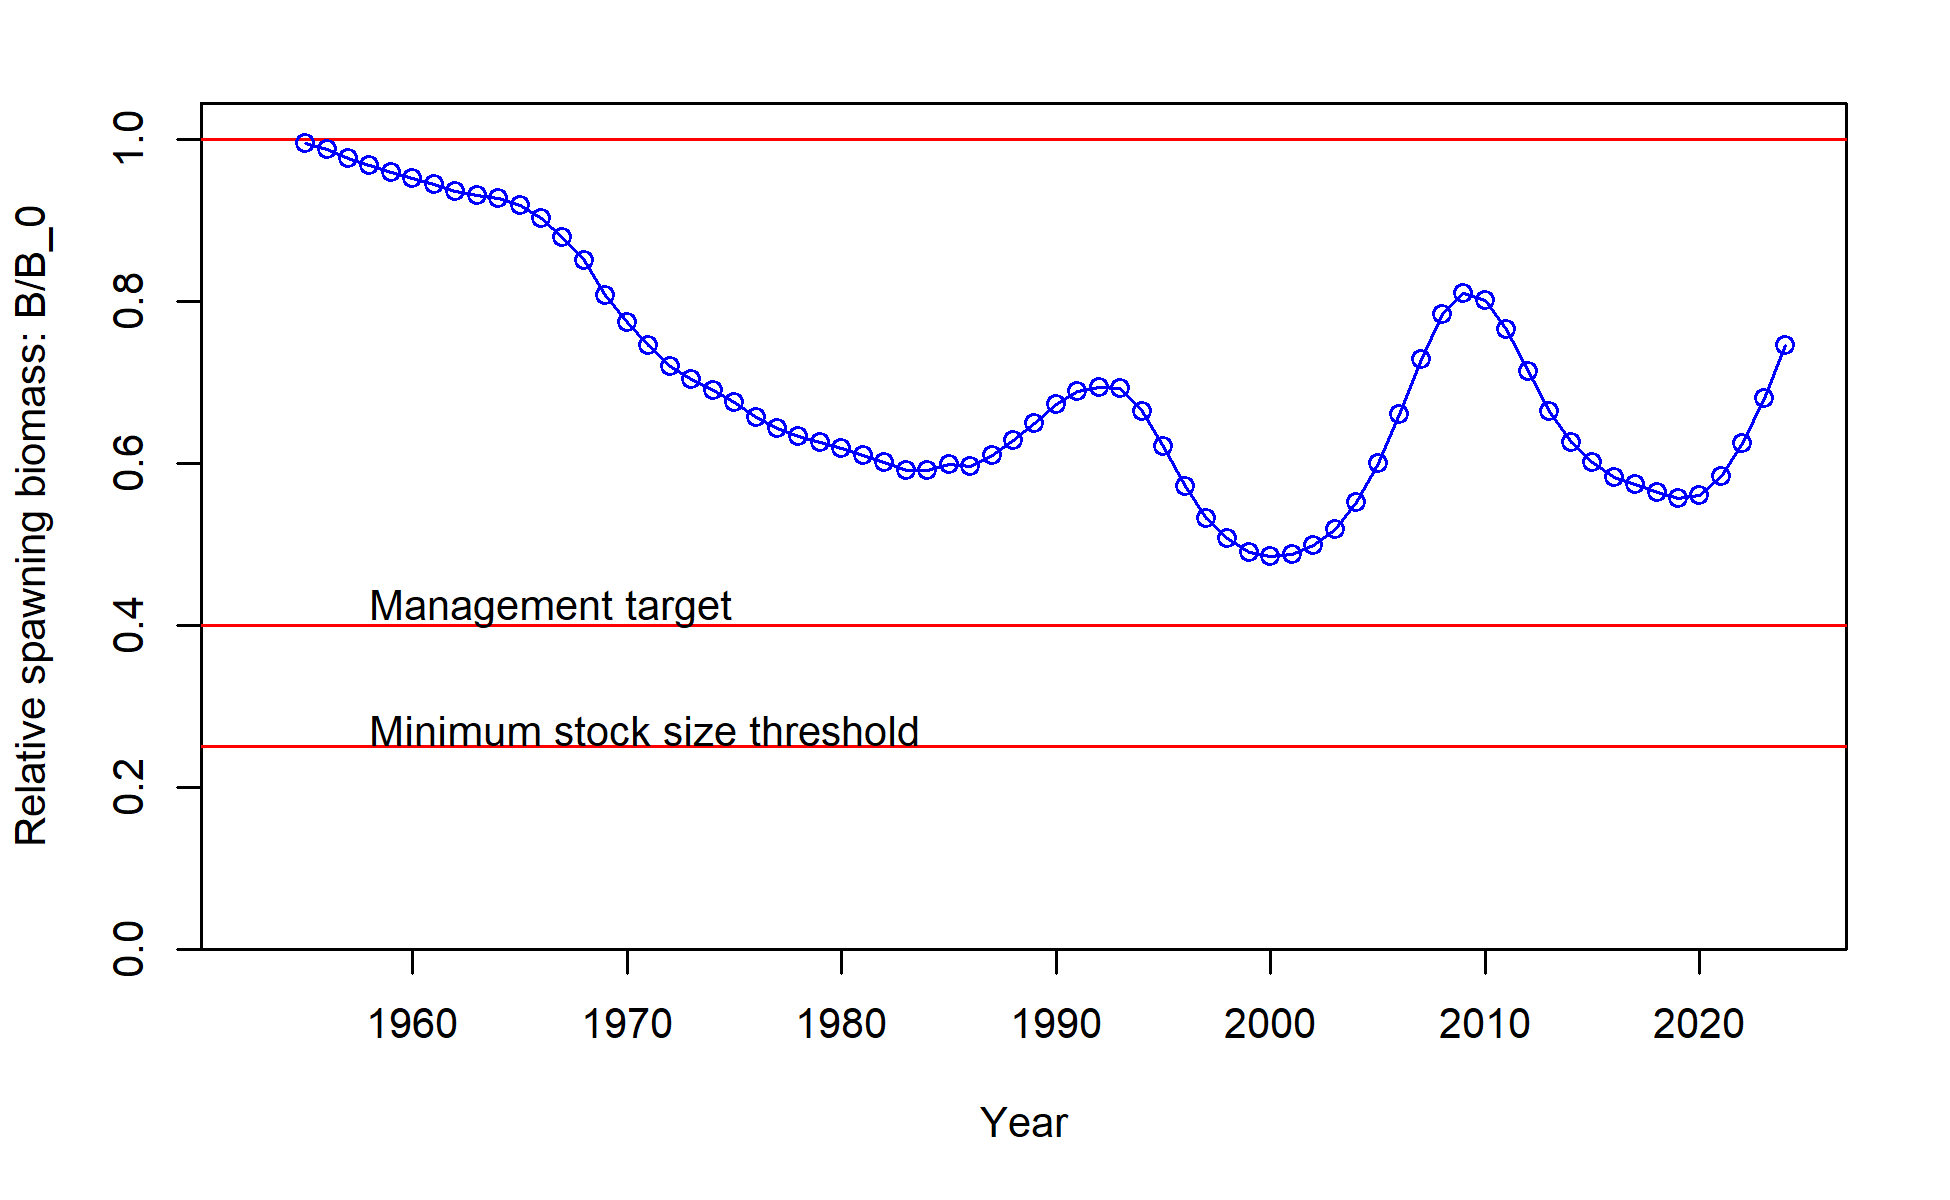 Relative spawning biomass: B/B_0
1.0
0.8
0.6
0.4
0.2
0.0
Management target
Minimum stock size threshold
1960 1970 1980 1990 2000 2010 2020
Year